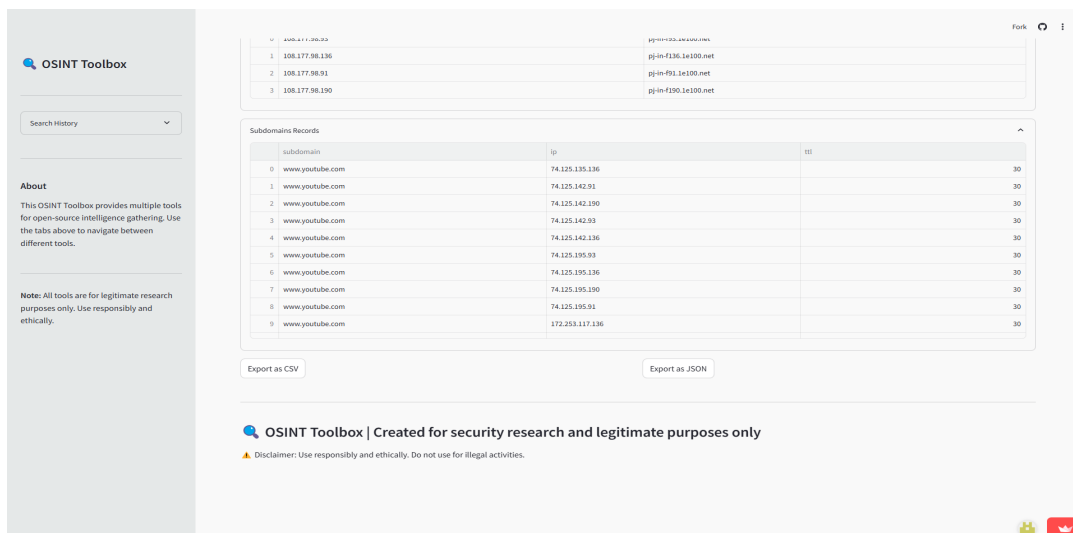 Fork
OSINT Toolbox
Search History
About
This OSINT Toolbox provides multiple tools
for open-source intelligence gathering. Use
the tabs above to navigate between
different tools.
Note: All tools are for legitimate research
purposes only. Use responsibly and
ethically.
0 108.177.98.93 pj-in-f93.1e100.net
1 108.177.98.136 pj-in-f136.1e100.net
2 108.177.98.91 pj-in-f91.1e100.net
3 108.177.98.190 pj-in-f190.1e100.net
Subdomains Records
subdomain ip ttl
0 www.youtube.com 74.125.135.136 30
1 www.youtube.com 74.125.142.91 30
2 www.youtube.com 74.125.142.190 30
3 www.youtube.com 74.125.142.93 30
4 www.youtube.com 74.125.142.136 30
5 www.youtube.com 74.125.195.93 30
6 www.youtube.com 74.125.195.136 30
7 www.youtube.com 74.125.195.190 30
8 www.youtube.com 74.125.195.91 30
9 www.youtube.com 172.253.117.136 30
Export as CSV Export as JSON
OSINT Toolbox | Created for security research and legitimate purposes only
Disclaimer: Use responsibly and ethically. Do not use for illegal activities.